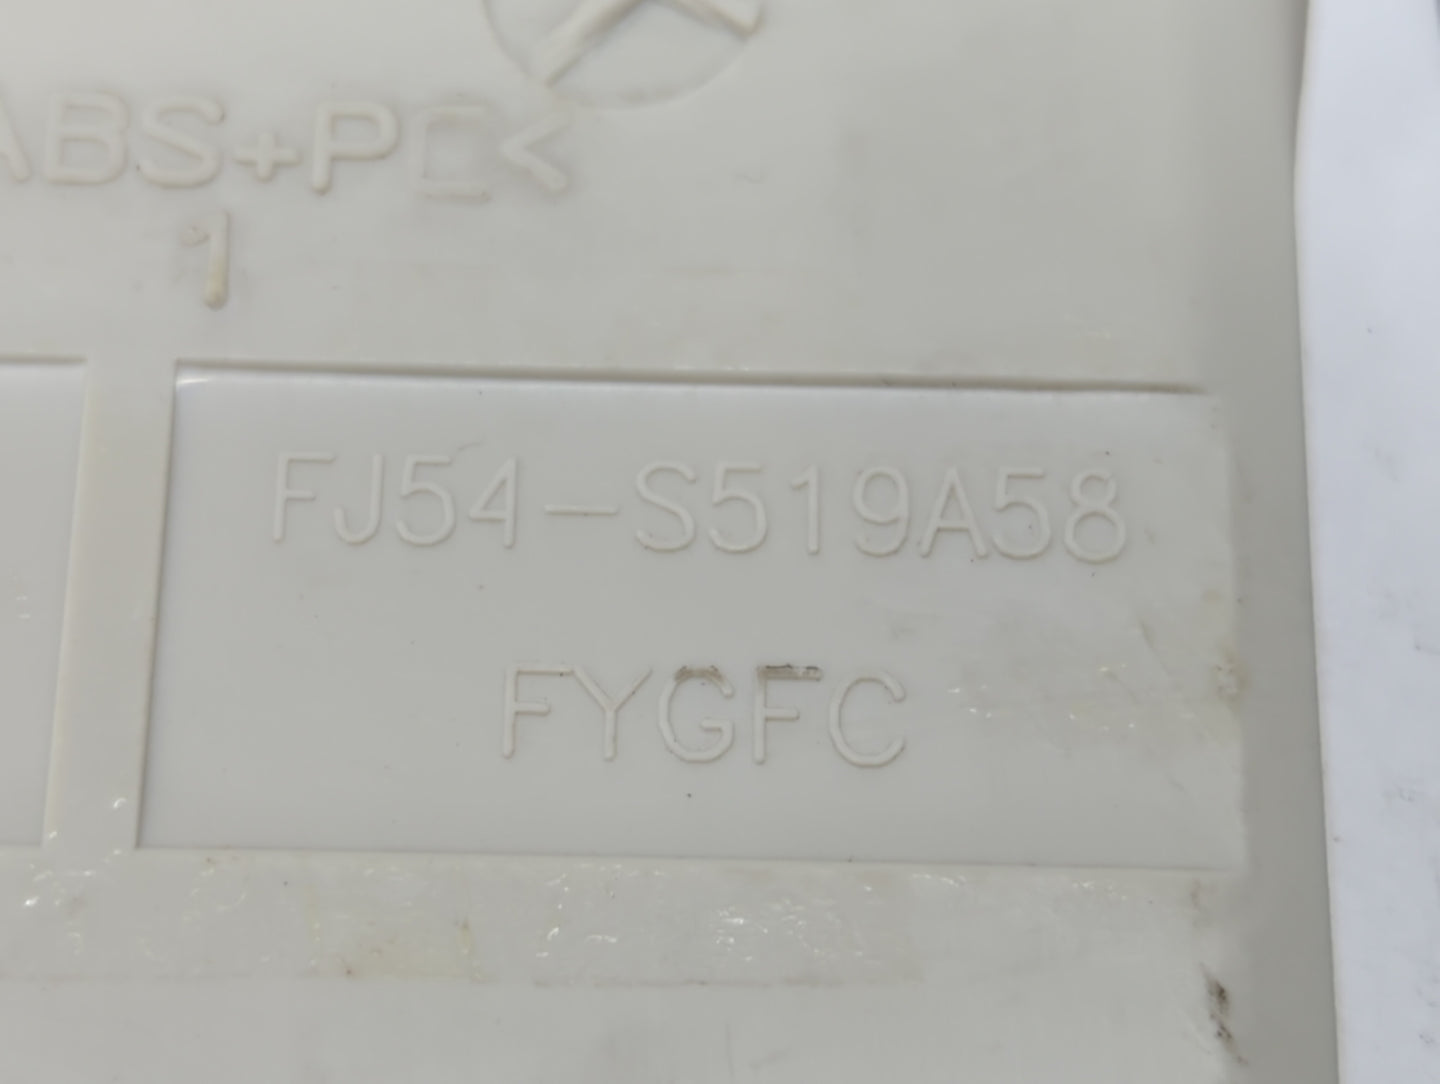 ABS+PC<
1
FJ54-S519A58
FYGFC